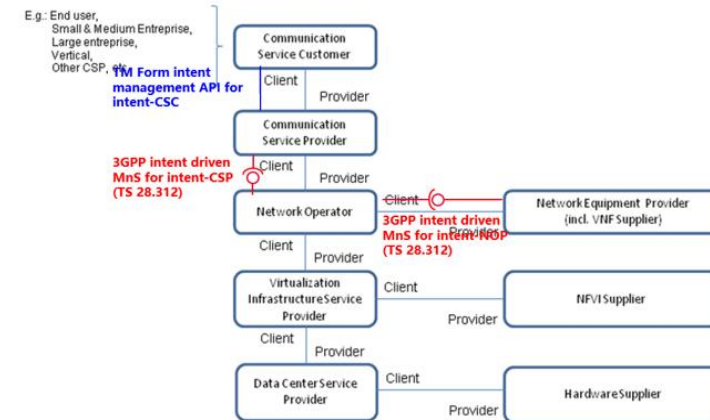 E.g.: End user,
Small & Medium Entreprise,
Large entreprise,
Vertical,
Other CSP, etc
TM Form intent
management API for
intent-CSC
Communication
Service Customer
Client
Provider
Communication
Service Provider
3GPP intent driven
MnS for intent-CSP
(TS 28.312)
Client
Provider
Network Operator
Client
3GPP intent driven
MnS for intent-NOP
(TS 28.312)
Provider
Network Equipment Provider
(incl. VNF Supplier)
Client
Provider
Virtualization
Infrastructure Service
Provider
Client
Provider
NFVI Supplier
Client
Provider
Data Center Service
Provider
Client
Provider
Hardware Supplier